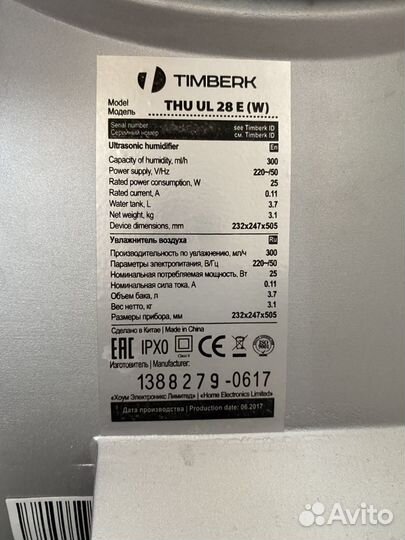 TIMBERK
Model
Модель
THU UL 28 E (W)
Serial number see Timberk ID
Серийный номер см. Timberk ID
Ultrasonic humidifier En
Capacity of humidity, ml/h 300
Power supply, V/Hz 220~/50
Rated power consumption, W 25
Rated current, A 0.11
Water tank, L 3.7
Net weight, kg 3.1
Device dimensions, mm 232x247x505
Увлажнитель воздуха Ru
Производительность по увлажнению, мл/ч 300
Параметры электропитания, В/Гц 220~/50
Номинальная потребляемая мощность, Вт 25
Номинальная сила тока, А 0.11
Объем бака, л 3.7
Вес нетто, кг 3.1
Размеры прибора, мм 232x247x505
Сделано в Китае | Made in China
EAC IPX0 Class II CE
Изготовитель | Manufacturer:
1388279-0617
«Хоум Электроникс Лимитед» | «Home Electronics Limited»
Дата производства | Production date: 06.2017
Avito